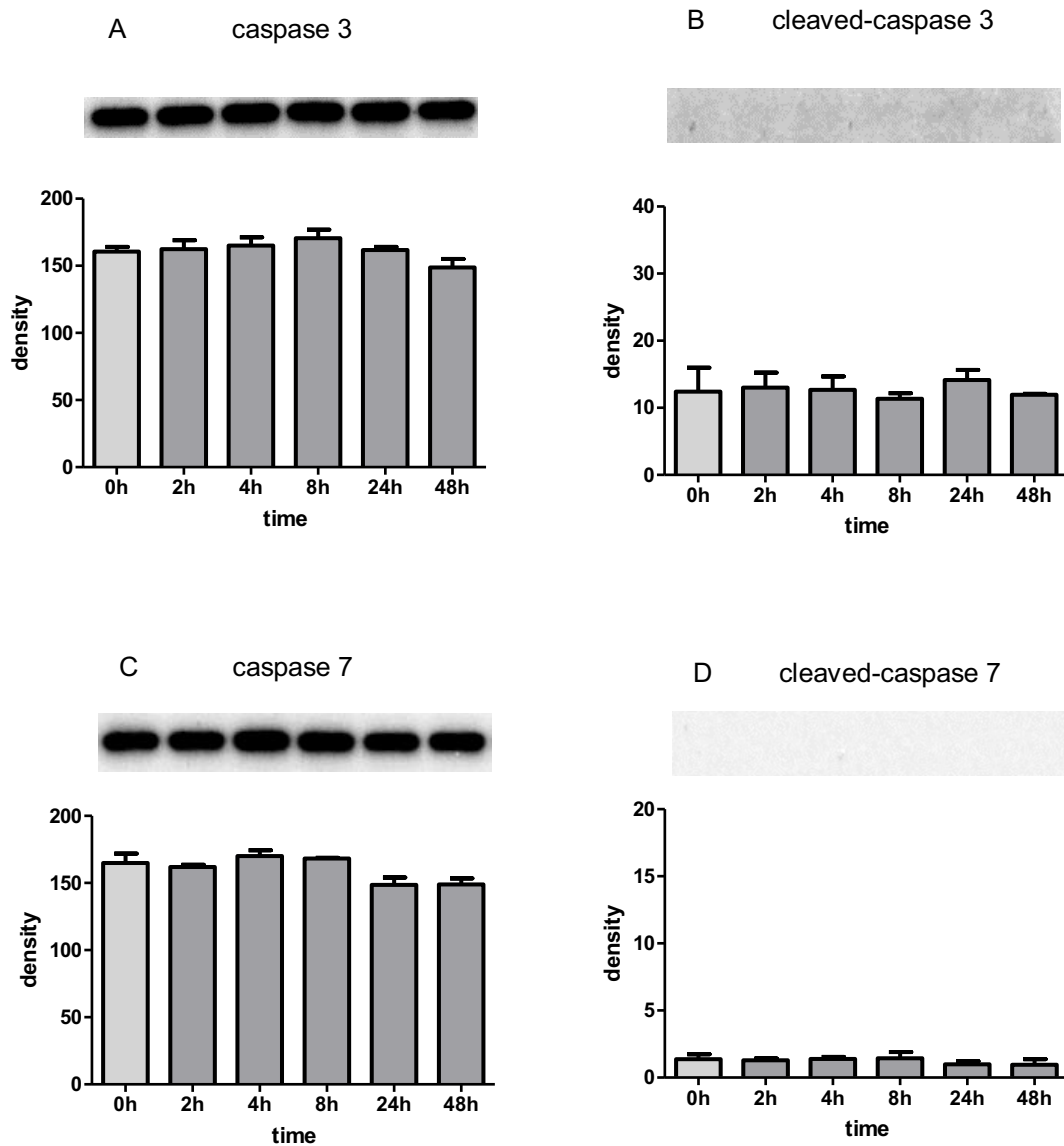 A caspase 3
B cleaved-caspase 3
200
150
100
50
0
density
0h 2h 4h 8h 24h 48h
time
40
30
20
10
0
density
0h 2h 4h 8h 24h 48h
time
C caspase 7
D cleaved-caspase 7
200
150
100
50
0
density
0h 2h 4h 8h 24h 48h
time
20
15
10
5
0
density
0h 2h 4h 8h 24h 48h
time